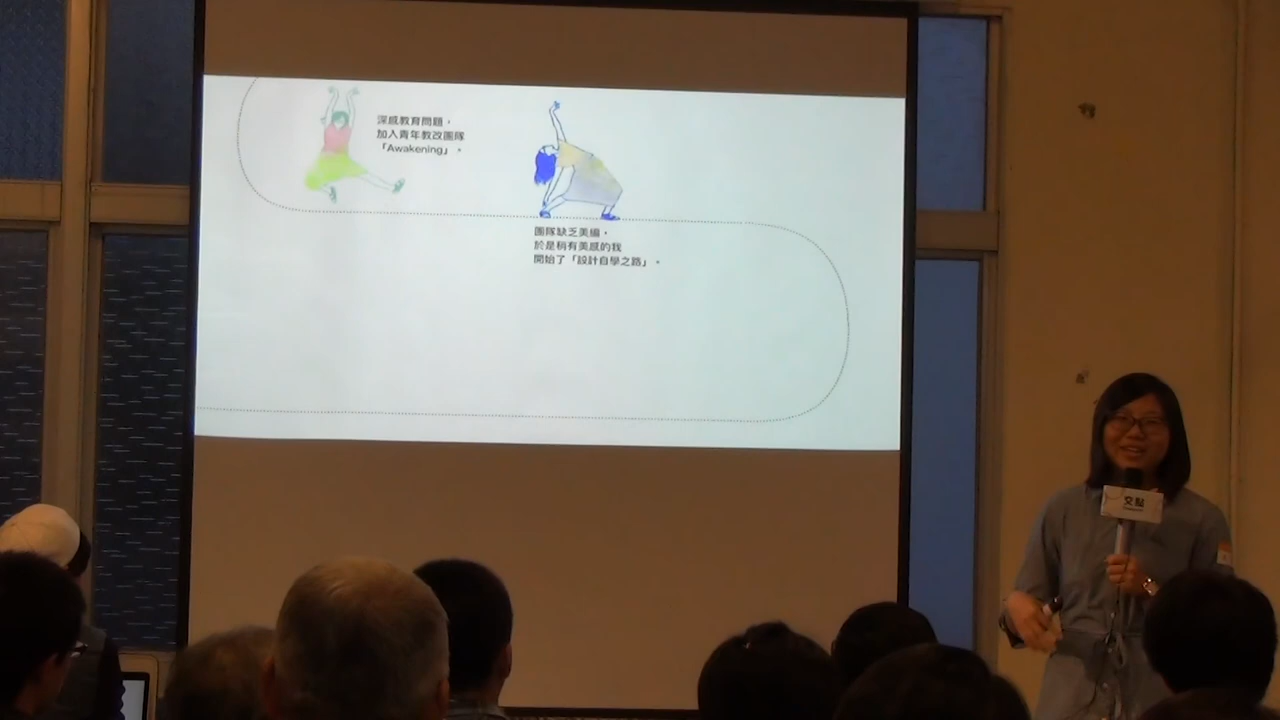 深感教育問題，
加入青年教改團隊
「Awakening」。
團隊缺乏美編，
於是稍有美感的我
開始了「設計自學之路」。
交點